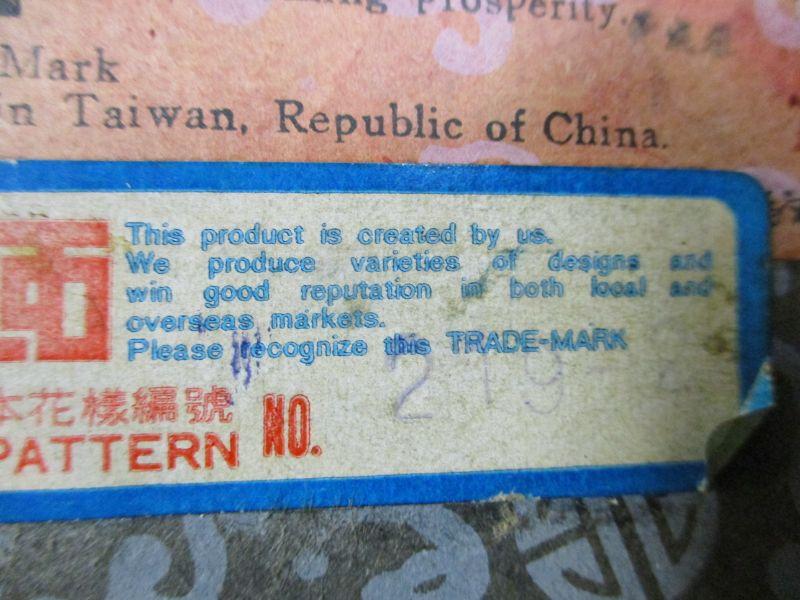 prosperity.
Mark
in Taiwan, Republic of China.
This product is created by us.
We produce varieties of designs and
win good reputation in both local and
overseas markets.
Please recognize this TRADE-MARK
本花樣編號
PATTERN NO. 219-